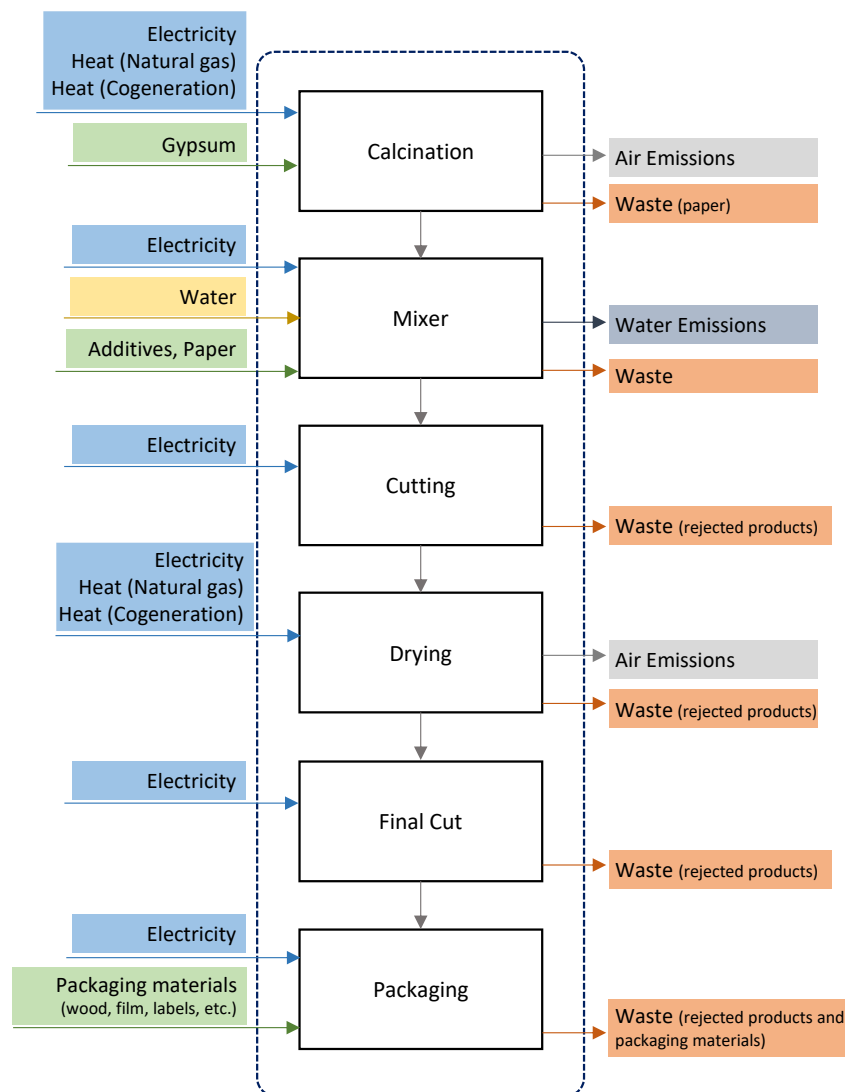 Electricity
Heat (Natural gas)
Heat (Cogeneration)
Gypsum
Calcination
Air Emissions
Waste (paper)
Electricity
Water
Additives, Paper
Mixer
Water Emissions
Waste
Electricity
Cutting
Waste (rejected products)
Electricity
Heat (Natural gas)
Heat (Cogeneration)
Drying
Air Emissions
Waste (rejected products)
Electricity
Final Cut
Waste (rejected products)
Electricity
Packaging materials
(wood, film, labels, etc.)
Packaging
Waste (rejected products and
packaging materials)